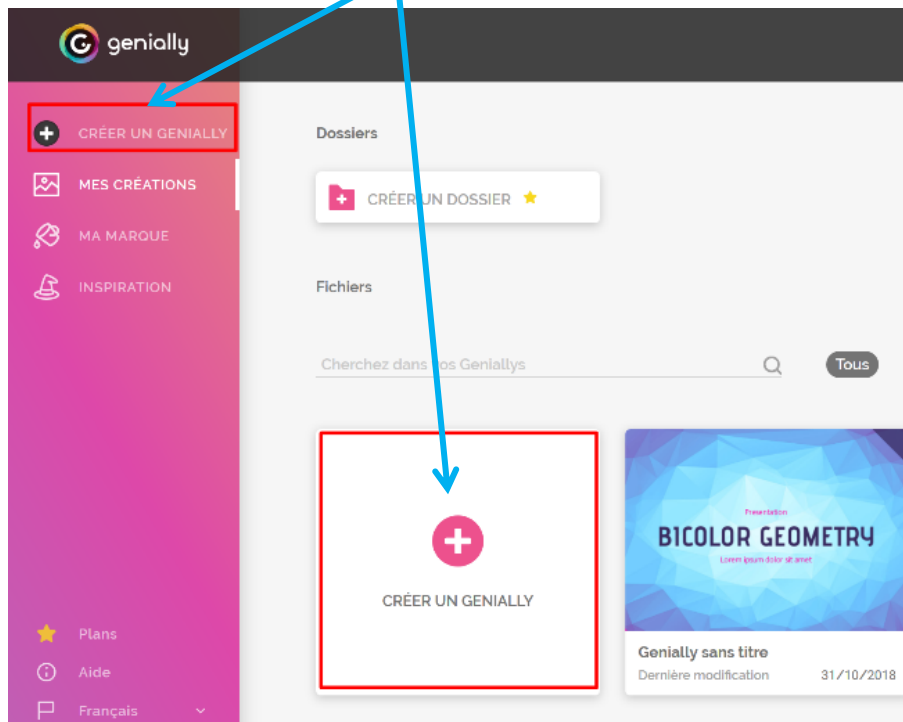 genially
CRÉER UN GENIALLY
MES CRÉATIONS
MA MARQUE
INSPIRATION
Plans
Aide
Français
Dossiers
CRÉER UN DOSSIER
Fichiers
Cherchez dans vos Geniallys
Tous
CRÉER UN GENIALLY
Presentation
BICOLOR GEOMETRY
Lorem ipsum dolor sit amet
Genially sans titre
Dernière modification 31/10/2018